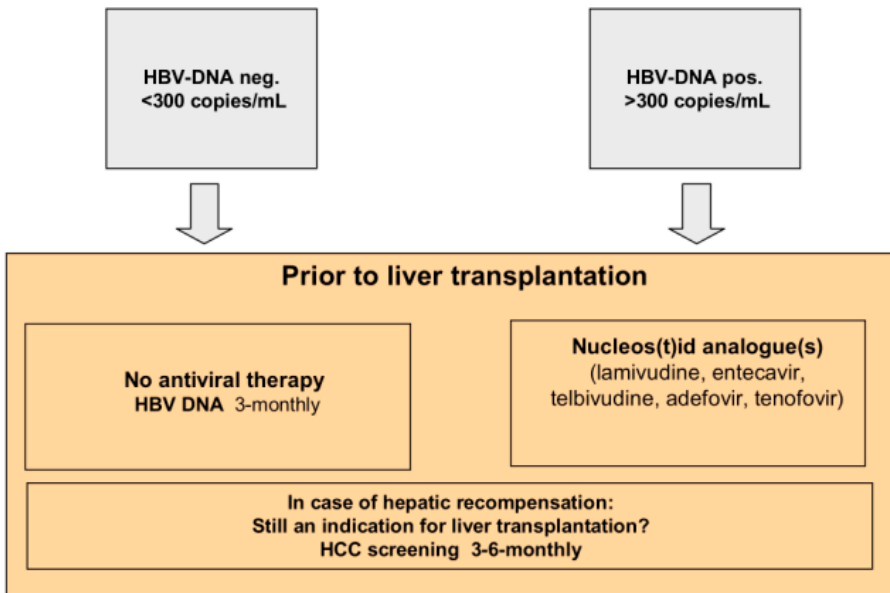 HBV-DNA neg.
<300 copies/mL
HBV-DNA pos.
>300 copies/mL
Prior to liver transplantation
No antiviral therapy
HBV DNA 3-monthly
Nucleos(t)id analogue(s)
(lamivudine, entecavir,
telbivudine, adefovir, tenofovir)
In case of hepatic recompensation:
Still an indication for liver transplantation?
HCC screening 3-6-monthly